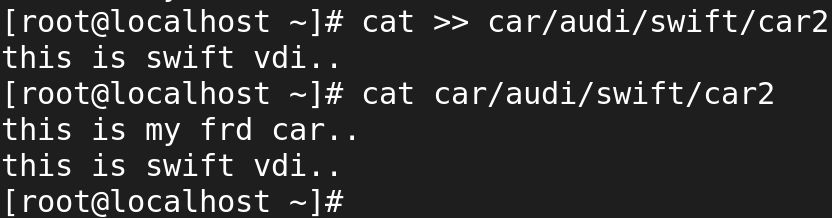 [root@localhost ~]# cat >> car/audi/swift/car2
this is swift vdi..
[root@localhost ~]# cat car/audi/swift/car2
this is my frd car..
this is swift vdi..
[root@localhost ~]#